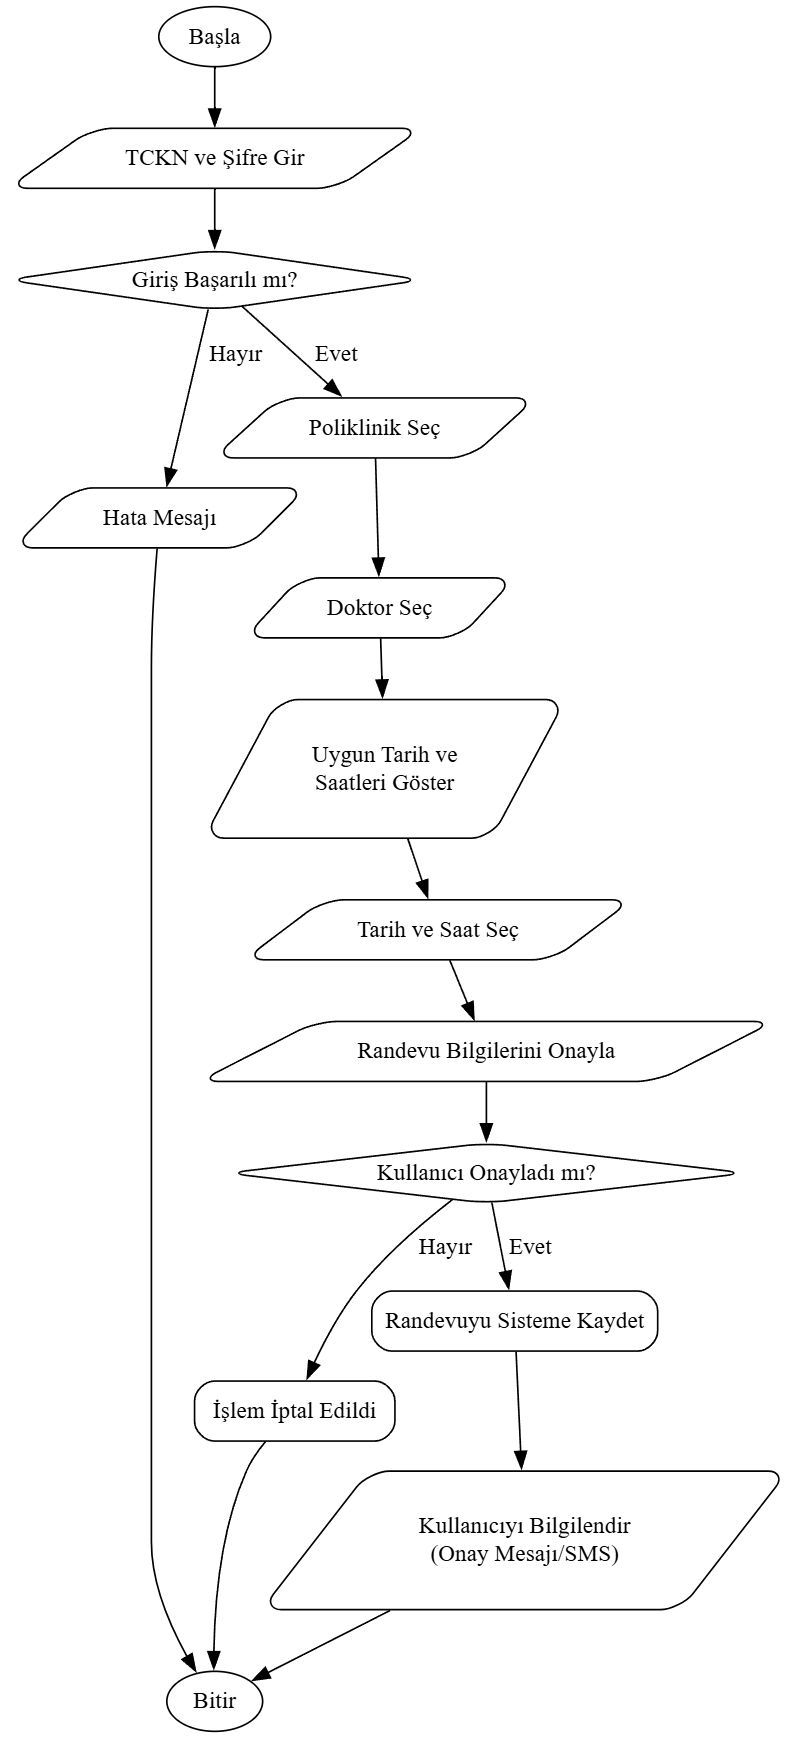 Başla
TCKN ve Şifre Gir
Giriş Başarılı mı?
Hayır
Evet
Poliklinik Seç
Hata Mesajı
Doktor Seç
Uygun Tarih ve
Saatleri Göster
Tarih ve Saat Seç
Randevu Bilgilerini Onayla
Kullanıcı Onayladı mı?
Hayır
Evet
Randevuyu Sisteme Kaydet
İşlem İptal Edildi
Kullanıcıyı Bilgilendir
(Onay Mesajı/SMS)
Bitir